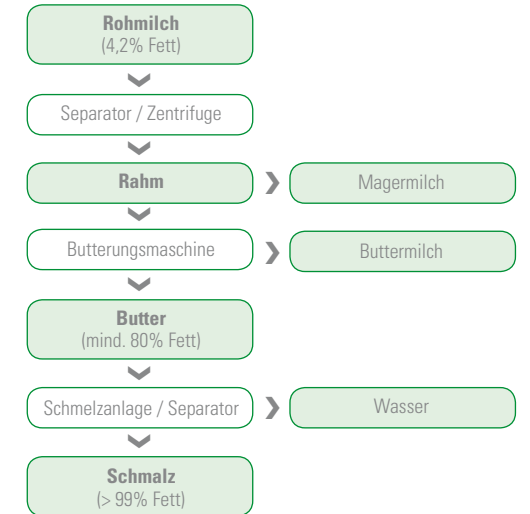 Rohmilch
(4,2% Fett)
Separator / Zentrifuge
Rahm
Magermilch
Butterungsmaschine
Buttermilch
Butter
(mind. 80% Fett)
Schmelzanlage / Separator
Wasser
Schmalz
(> 99% Fett)